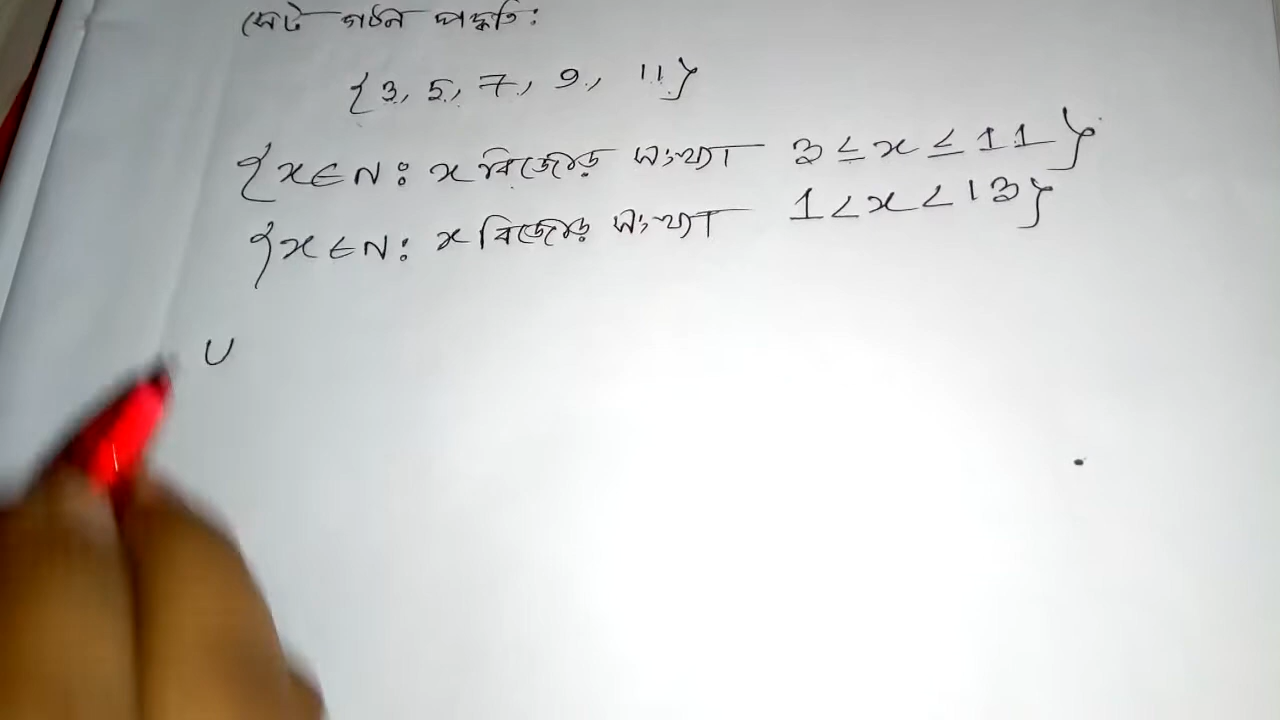 সেট গঠন পদ্ধতি:
{3, 5, 7, 9, 11}
{x∈N: x বিজোড় সংখ্যা 3≤x≤11}
{x∈N: x বিজোড় সংখ্যা 1<x<13}
U